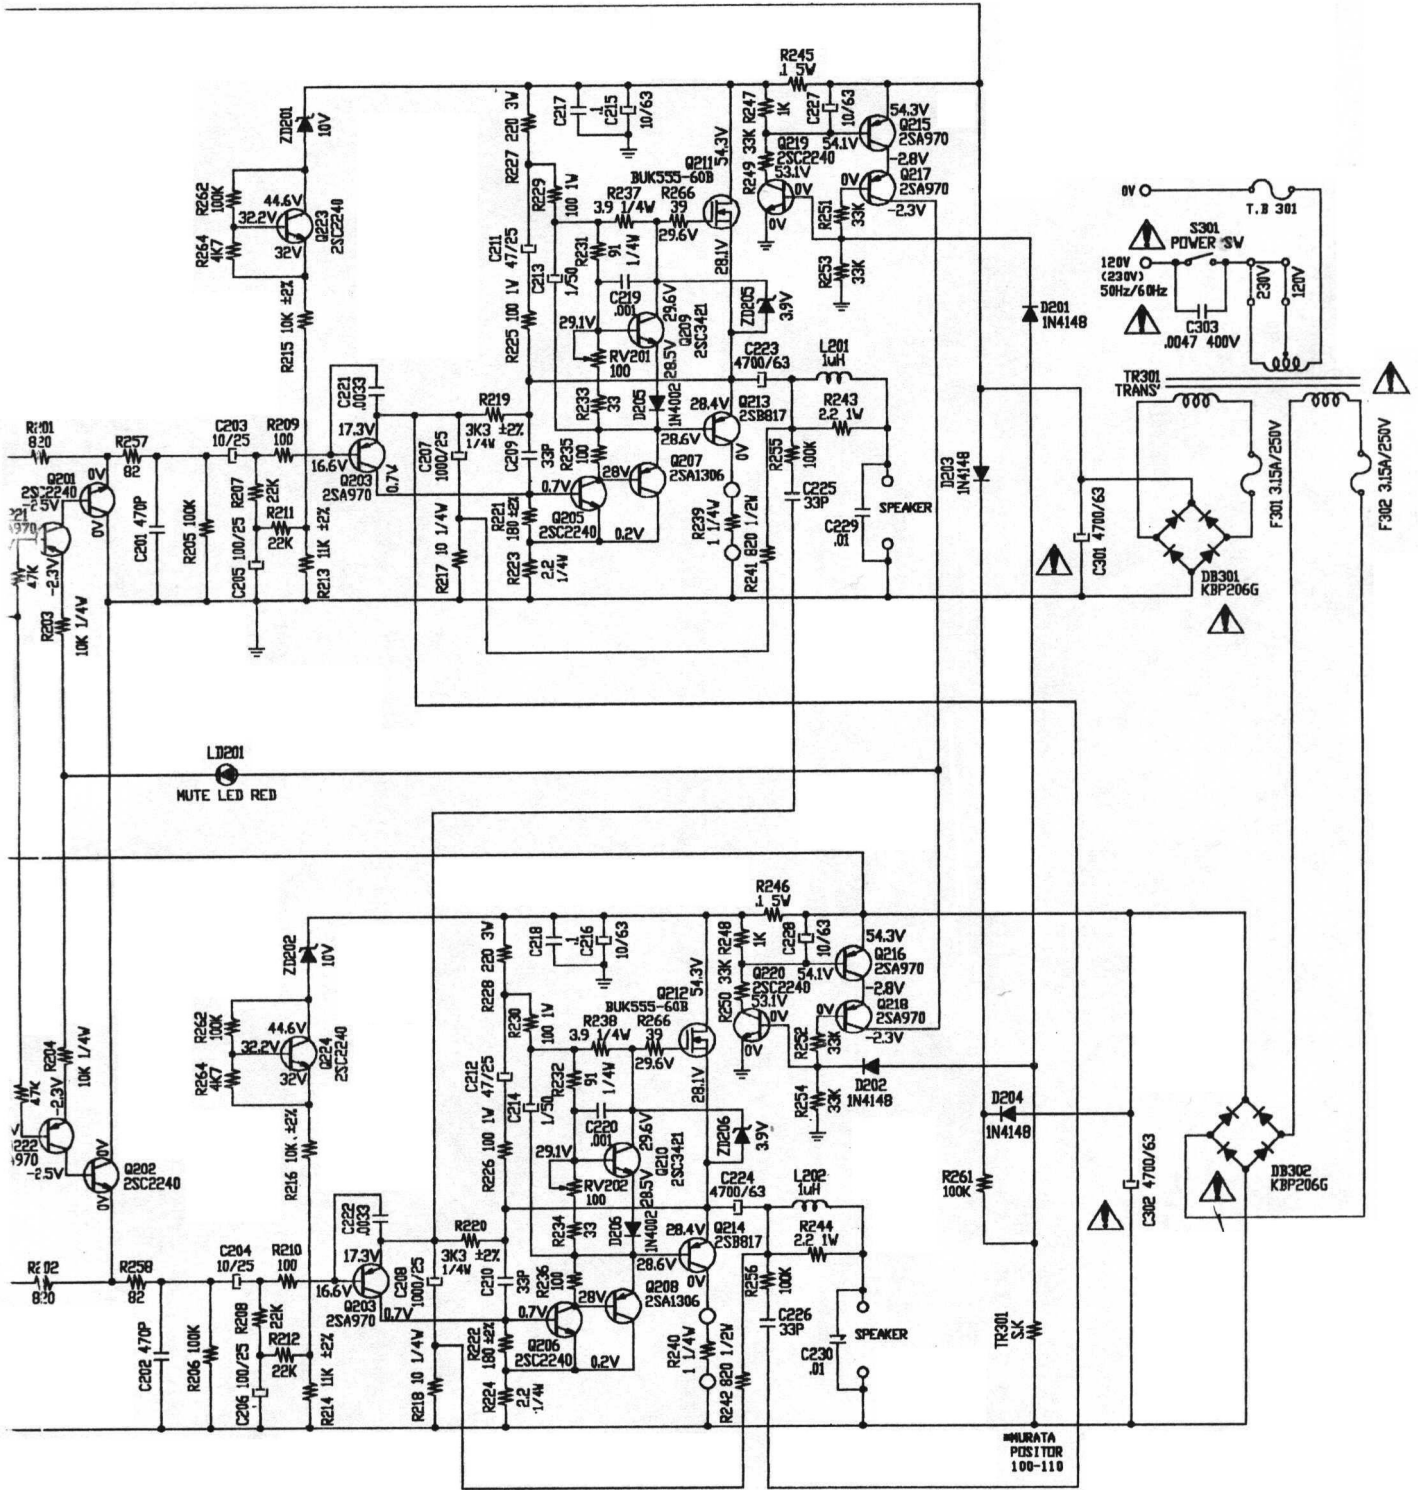 R245
.1 5W
ZD201
10V
R262
100K
R264
4K7
44.6V
32.2V
32V
Q223
2SC2240
R215 10K ±2%
R227 220 3W
C217
.1
C215
10/63
R229
100 1W
C211 47/25
C213
1/50
R225 100 1W
Q211
BUK555-60B
54.3V
R237
3.9 1/4W
R266
39
29.6V
28.1V
R231
91
1/4W
C219
.001
29.1V
29.6V
Q209
2SC3421
28.5V
RV201
100
R233
33
D205
1N4002
R247
1K
C227
10/63
R249 33K
Q219
2SC2240
53.1V
54.1V
54.3V
Q215
2SA970
-2.8V
Q217
2SA970
-2.3V
0V
0V
0V
R251
33K
R253
33K
ZD205
3.9V
C223
4700/63
L201
1uH
R243
2.2 1W
Q213
2SB817
28.4V
28.6V
0V
R255
100K
C225
33P
C229
.01
SPEAKER
R239
1 1/4W
R241 820 1/2W
D201
1N4148
D203
1N4148
0V
T.B 301
S301
POWER SW
120V
(230V)
50Hz/60Hz
C303
.0047 400V
230V
120V
TR301
TRANS'
F301 3.15A/250V
F302 3.15A/250V
C301 4700/63
DB301
KBP206G
820
R257
82
C203
10/25
R209
100
C221
.0033
17.3V
16.6V
Q203
2SA970
0.7V
R219
3K3 ±2%
1/4W
C207
1000/25
C209
33P
R235
100
28V
Q207
2SA1306
0.7V
Q205
2SC2240
0.2V
R221
180 ±2%
R223
2.2
1/4W
R217 10 1/4W
Q201
2SC2240
-2.5V
0V
0V
47K
-2.3V
R203
10K 1/4W
C201 470P
R205 100K
R207
22K
R211
22K
C205 100/25
R213 11K ±2%
LD201
MUTE LED RED
R246
.1 5W
ZD202
10V
R262
100K
R264
4K7
44.6V
32.2V
32V
Q224
2SC2240
R216 10K ±2%
R228 220 3W
C218
.1
C216
10/63
R230
100 1W
C212 47/25
C214
1/50
R226 100 1W
Q212
BUK555-60B
54.3V
R238
3.9 1/4W
R266
39
29.6V
28.1V
R232
91
1/4W
C220
.001
29.1V
29.6V
Q210
2SC3421
28.5V
RV202
100
R234
33
D206
1N4002
R248
1K
C228
10/63
R250 33K
Q220
2SC2240
53.1V
54.1V
54.3V
Q216
2SA970
-2.8V
Q218
2SA970
-2.3V
0V
0V
0V
R252
33K
R254
33K
D202
1N4148
D204
1N4148
ZD206
3.9V
C224
4700/63
L202
1uH
R244
2.2 1W
R261
100K
C302 4700/63
DB302
KBP206G
R204
10K 1/4W
47K
-2.3V
-2.5V
0V
Q202
2SC2240
0V
820
R258
82
C204
10/25
R210
100
C222
.0033
17.3V
16.6V
Q203
2SA970
0.7V
R220
3K3 ±2%
1/4W
C208
1000/25
C210
33P
R236
100
28.4V
28.6V
Q214
2SB817
0V
28V
Q208
2SA1306
0.7V
Q206
2SC2240
0.2V
R222
180 ±2%
R224
2.2
1/4W
R218 10 1/4W
R240
1 1/4W
R242 820 1/2W
R256
100K
C226
33P
C230
.01
SPEAKER
C202 470P
R206 100K
R208
22K
R212
22K
C206 100/25
R214 11K ±2%
TR301
S.K
*MURATA
POSITOR
100-110